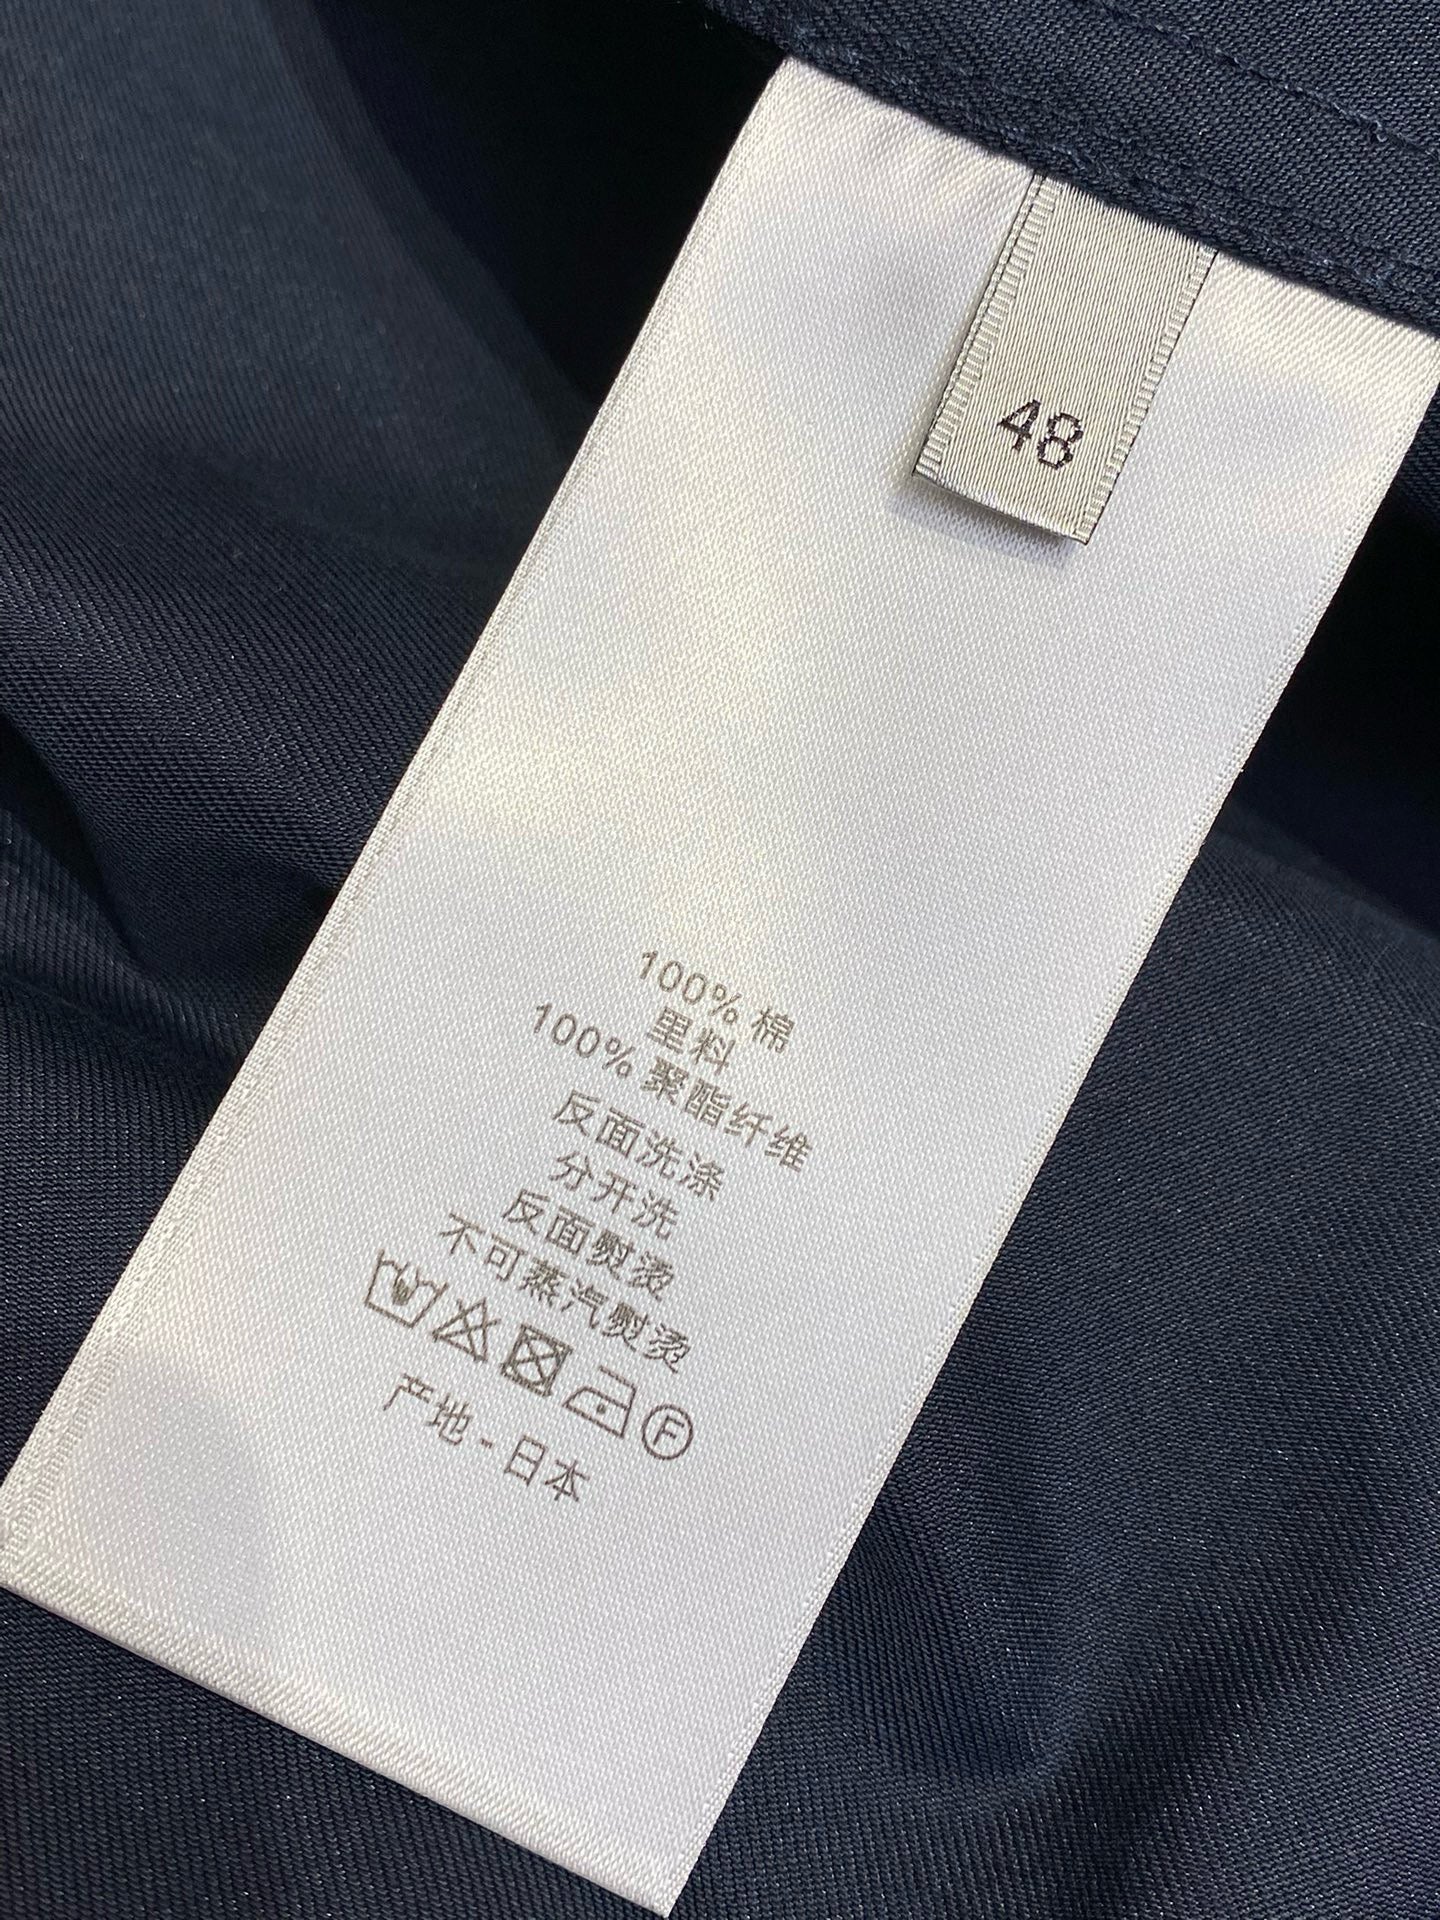 48
100% 棉
里料
100% 聚酯纤维
反面洗涤
分开洗
反面熨烫
不可蒸汽熨烫
F
产地 - 日本